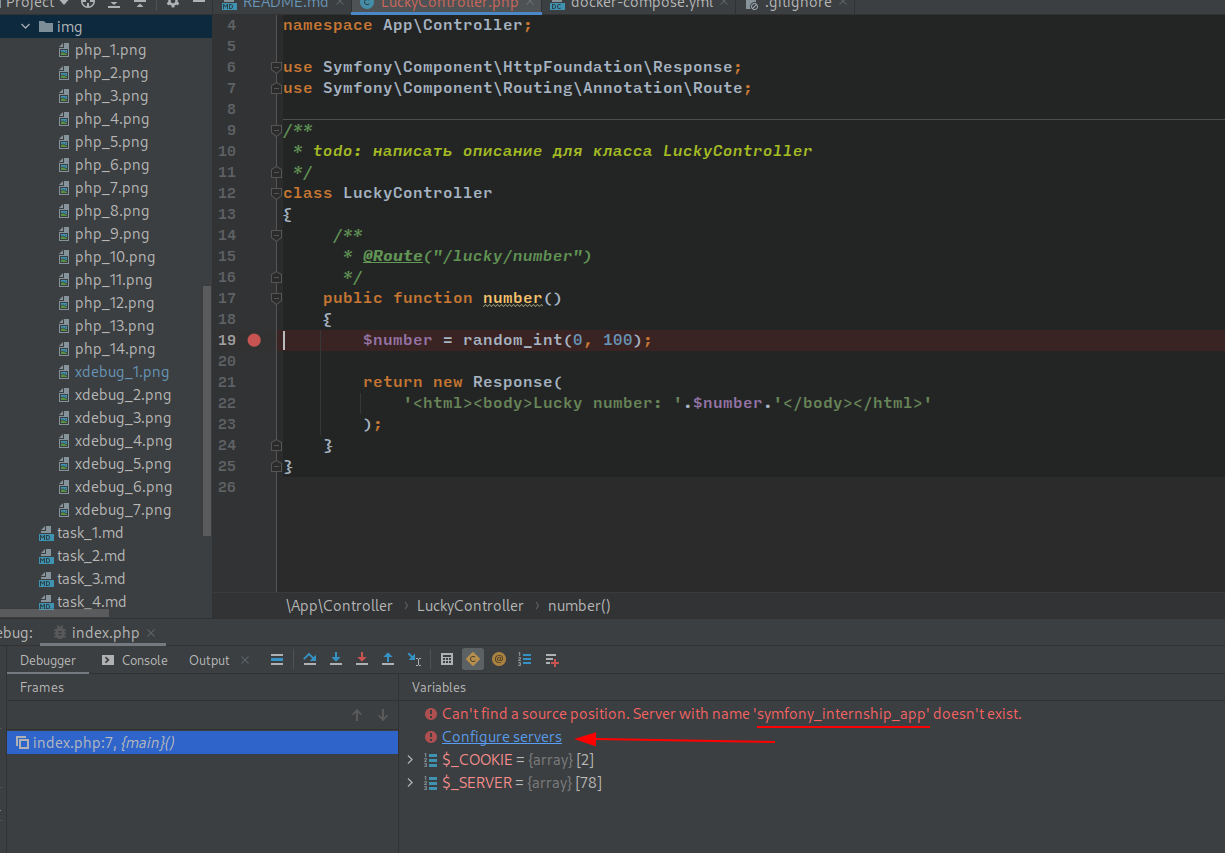 Project
README.md
LuckyController.php
docker-compose.yml
.gitignore
img
php_1.png
php_2.png
php_3.png
php_4.png
php_5.png
php_6.png
php_7.png
php_8.png
php_9.png
php_10.png
php_11.png
php_12.png
php_13.png
php_14.png
xdebug_1.png
xdebug_2.png
xdebug_3.png
xdebug_4.png
xdebug_5.png
xdebug_6.png
xdebug_7.png
task_1.md
task_2.md
task_3.md
task_4.md
4 namespace App\Controller;
5
6 use Symfony\Component\HttpFoundation\Response;
7 use Symfony\Component\Routing\Annotation\Route;
8
9 /**
10 * todo: написать описание для класса LuckyController
11 */
12 class LuckyController
13 {
14 /**
15 * @Route("/lucky/number")
16 */
17 public function number()
18 {
19 $number = random_int(0, 100);
20
21 return new Response(
22 '<html><body>Lucky number: '.$number.'</body></html>'
23 );
24 }
25 }
26
\App\Controller › LuckyController › number()
ebug: index.php
Debugger Console Output
Frames
Variables
index.php:7, {main}()
Can't find a source position. Server with name 'symfony_internship_app' doesn't exist.
Configure servers
$_COOKIE = {array} [2]
$_SERVER = {array} [78]